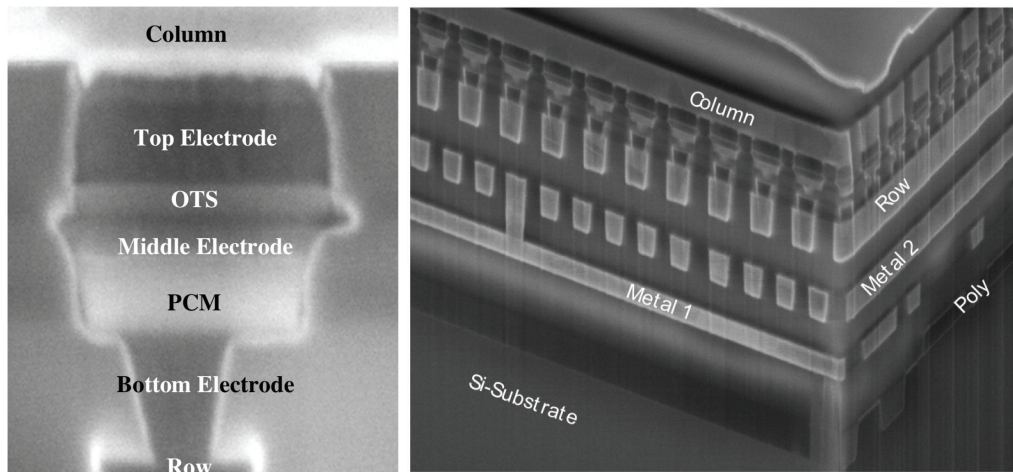 Column
Top Electrode
OTS
Middle Electrode
PCM
Bottom Electrode
Row
Column
Row
Metal 2
Metal 1
Poly
Si-Substrate